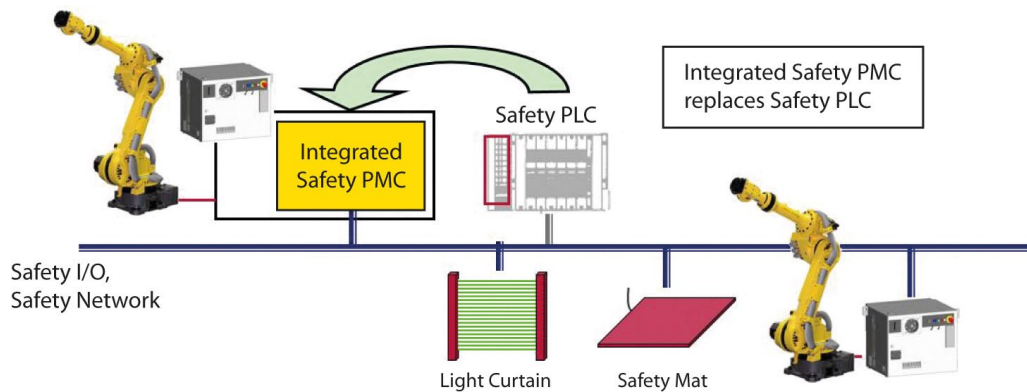 Integrated Safety PMC
replaces Safety PLC
Safety PLC
Integrated
Safety PMC
Safety I/O,
Safety Network
Light Curtain
Safety Mat